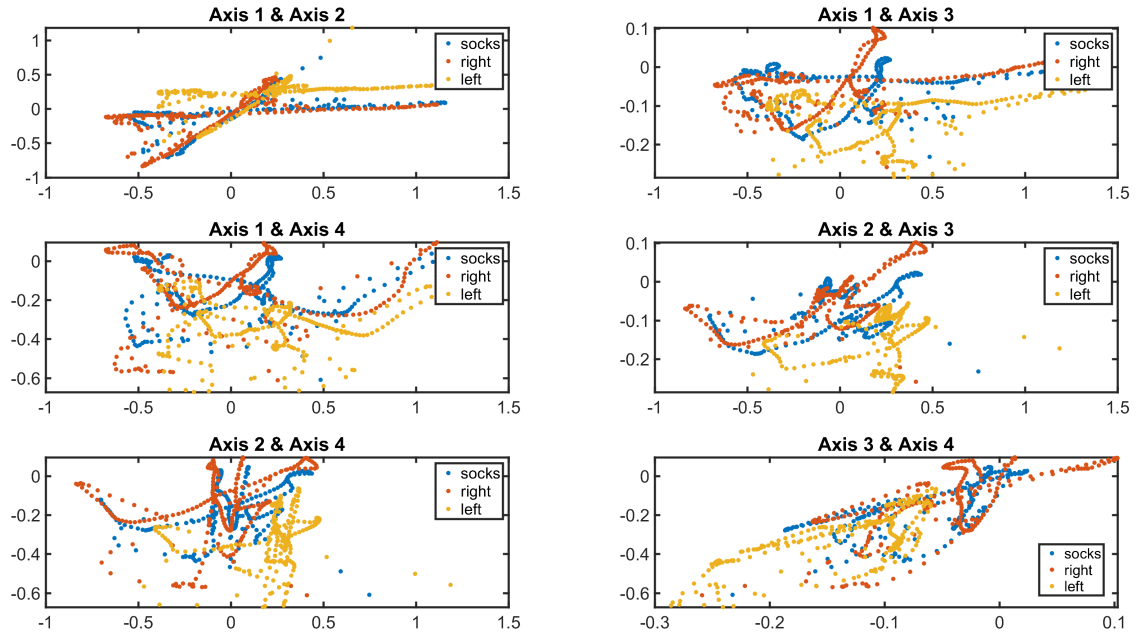 Axis 1 & Axis 2
1
0.5
0
-0.5
-1
-1
-0.5
0
0.5
1
1.5
socks
right
left
Axis 1 & Axis 3
0.1
0
-0.1
-0.2
-1
-0.5
0
0.5
1
1.5
socks
right
left
Axis 1 & Axis 4
0
-0.2
-0.4
-0.6
-1
-0.5
0
0.5
1
1.5
socks
right
left
Axis 2 & Axis 3
0.1
0
-0.1
-0.2
-1
-0.5
0
0.5
1
1.5
socks
right
left
Axis 2 & Axis 4
0
-0.2
-0.4
-0.6
-1
-0.5
0
0.5
1
1.5
socks
right
left
Axis 3 & Axis 4
0
-0.2
-0.4
-0.6
-0.3
-0.2
-0.1
0
0.1
socks
right
left